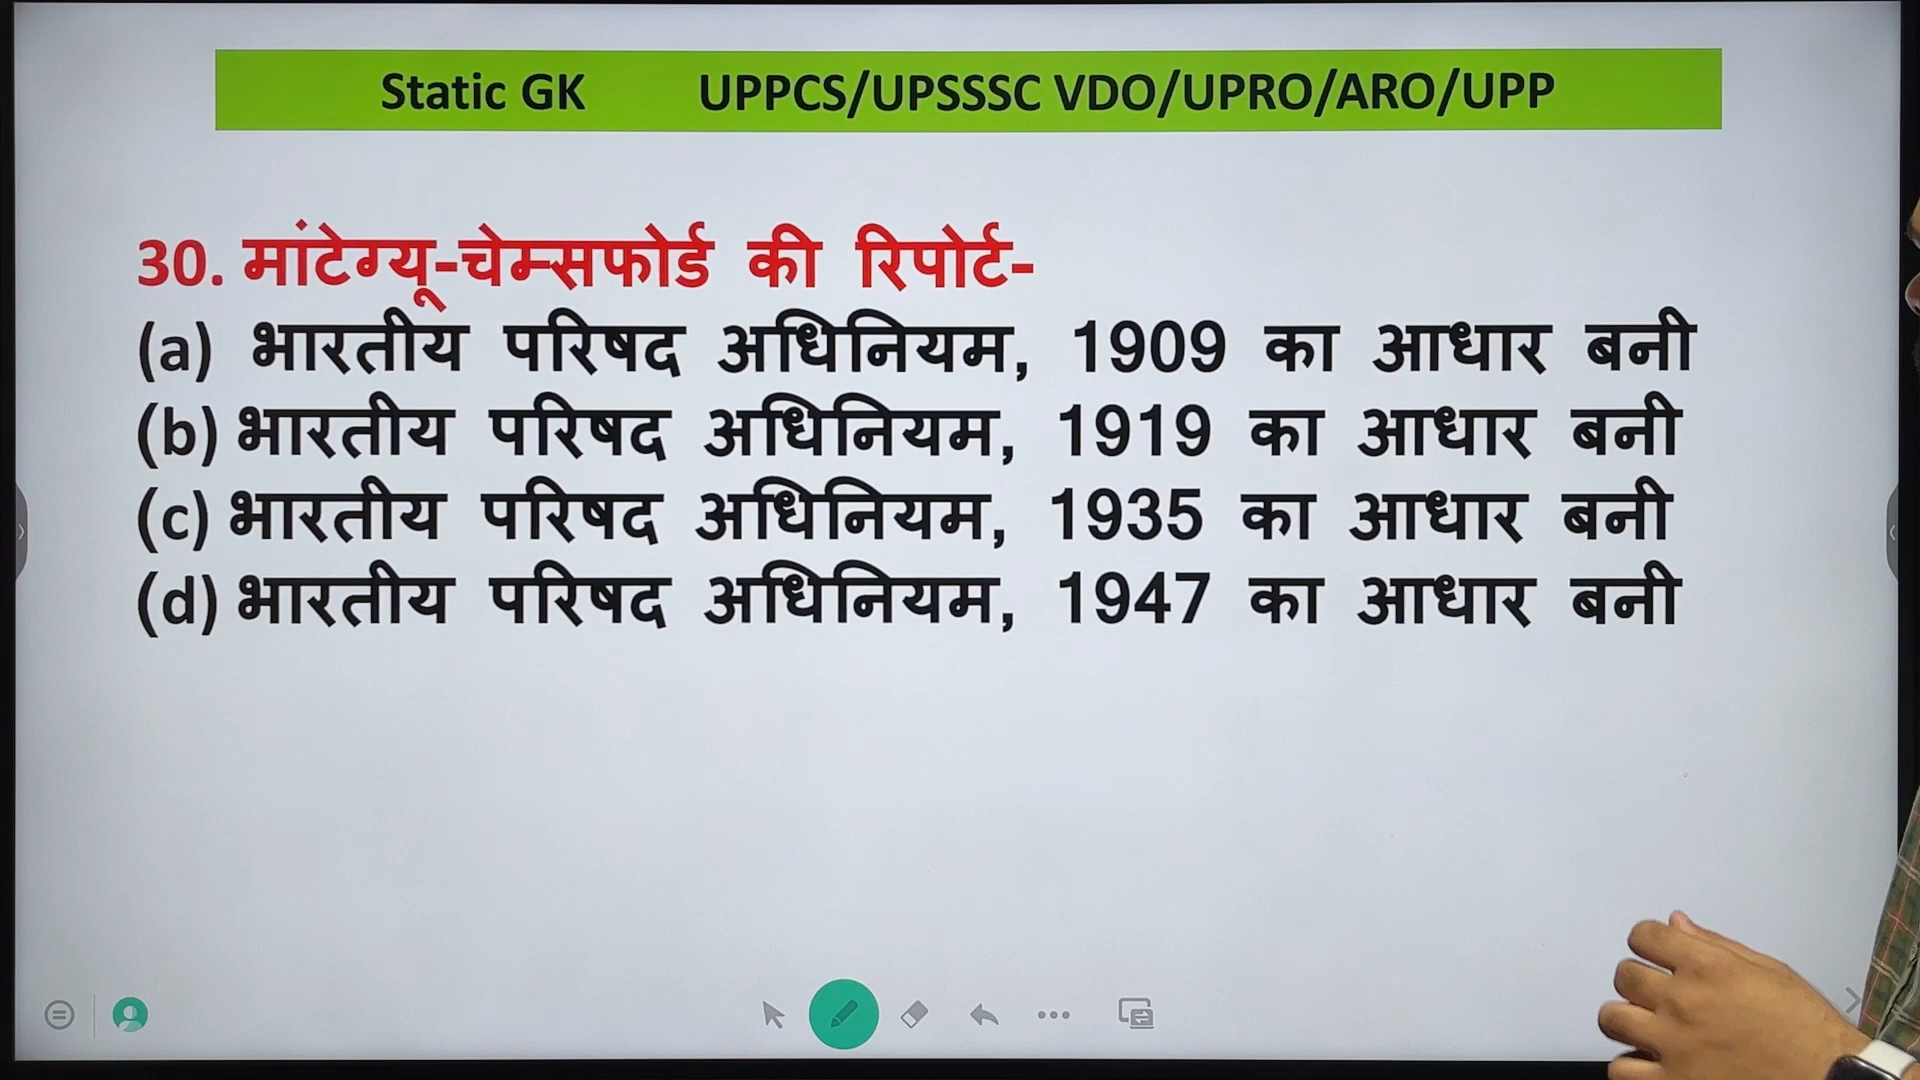 Static GK UPPCS/UPSSSC VDO/UPRO/ARO/UPP
30. मांटेग्यू-चेम्सफोर्ड की रिपोर्ट-
(a) भारतीय परिषद अधिनियम, 1909 का आधार बनी
(b) भारतीय परिषद अधिनियम, 1919 का आधार बनी
(c) भारतीय परिषद अधिनियम, 1935 का आधार बनी
(d) भारतीय परिषद अधिनियम, 1947 का आधार बनी